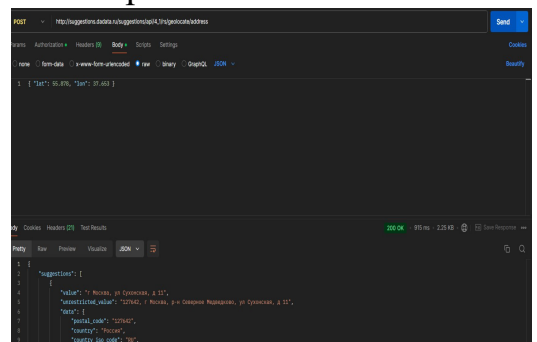 POST http://suggestions.dadata.ru/suggestions/api/4_1/rs/geolocate/address Send
Params Authorization Headers (9) Body Scripts Settings Cookies
none form-data x-www-form-urlencoded raw binary GraphQL JSON Beautify
1 { "lat": 55.878, "lon": 37.653 }
Body Cookies Headers (21) Test Results 200 OK 915 ms 2.25 KB Save Response
Pretty Raw Preview Visualize JSON
1 {
2 "suggestions": [
3 {
4 "value": "г Москва, ул Сухонская, д 11",
5 "unrestricted_value": "127642, г Москва, р-н Северное Медведково, ул Сухонская, д 11",
6 "data": {
7 "postal_code": "127642",
8 "country": "Россия",
9 "country_iso_code": "RU",